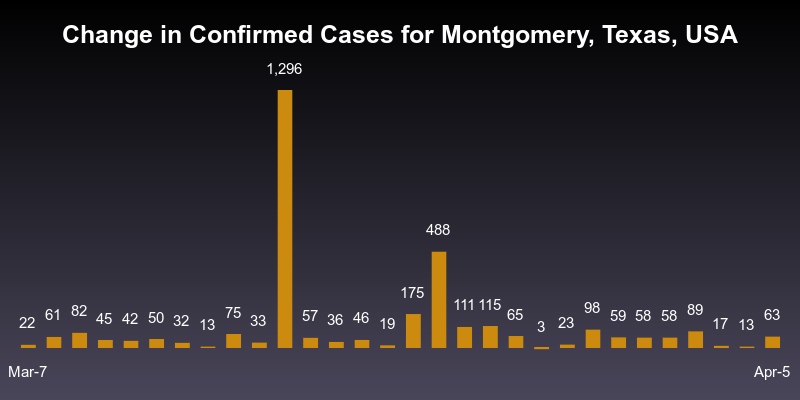 Change in Confirmed Cases for Montgomery, Texas, USA
1,296
488
175
22 61 82 45 42 50 32 13 75 33 57 36 46 19 111 115 65 3 23 98 59 58 58 89 17 13 63
Mar-7 Apr-5